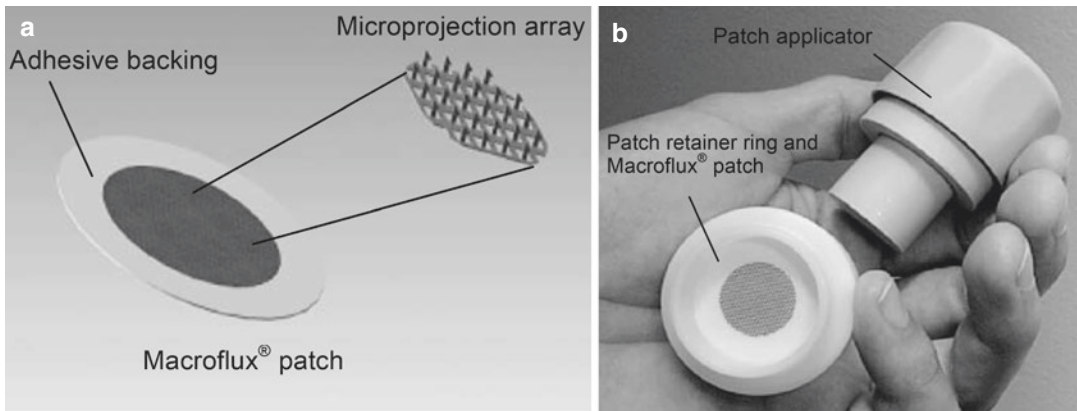 a
Microprojection array
Adhesive backing
Macroflux® patch
b
Patch applicator
Patch retainer ring and
Macroflux® patch